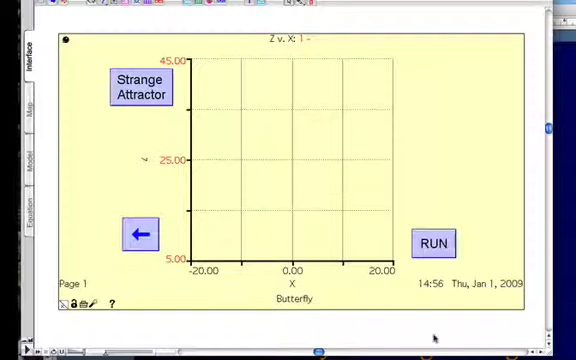 Z v. X: 1 -
Interface
Map
Model
Equation
Strange
Attractor
45.00
25.00
5.00
-20.00
0.00
20.00
X
RUN
Page 1
14:56 Thu, Jan 1, 2009
Butterfly
?